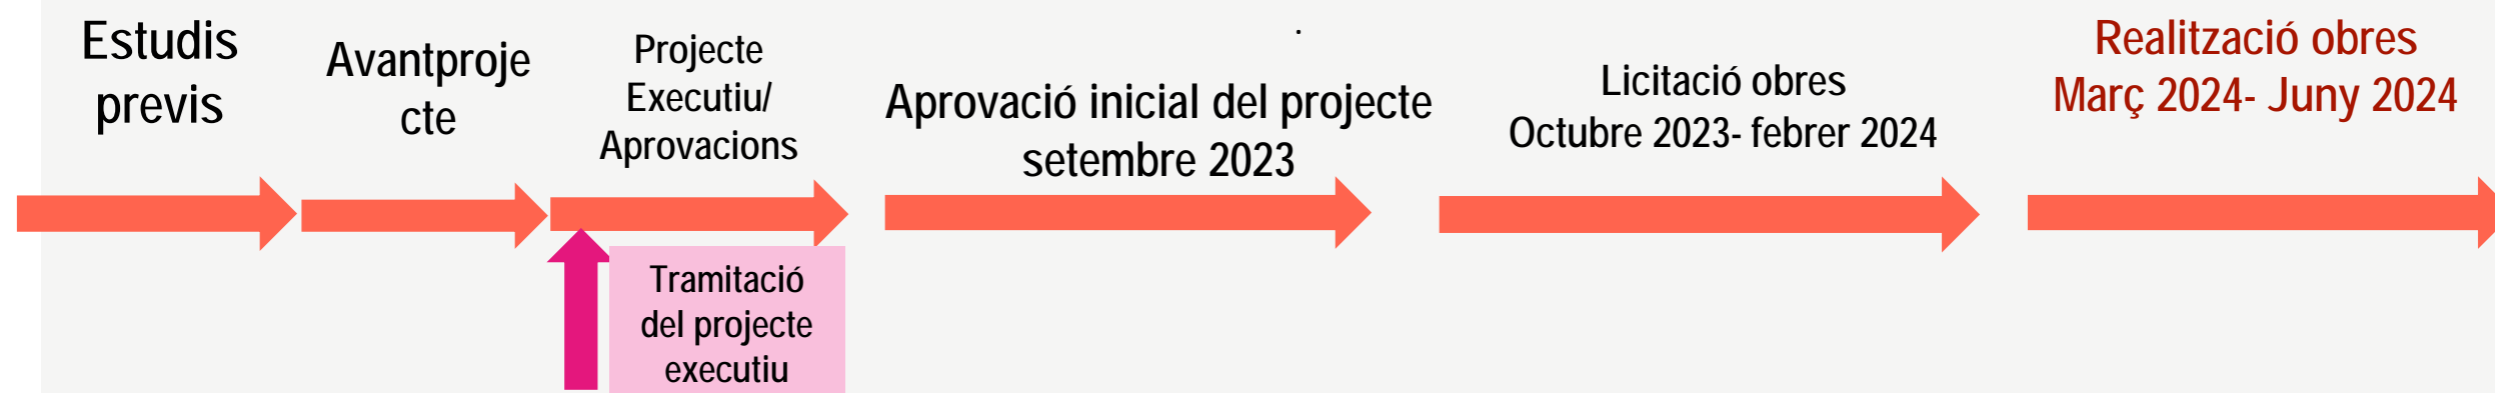 Estudis
previs
Avantproje
cte
Projecte
Executiu/
Aprovacions
.
Aprovació inicial del projecte
setembre 2023
Licitació obres
Octubre 2023- febrer 2024
Realització obres
Març 2024- Juny 2024
Tramitació
del projecte
executiu